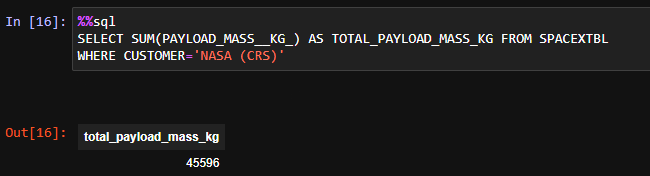 In [16]: %%sql
SELECT SUM(PAYLOAD_MASS__KG_) AS TOTAL_PAYLOAD_MASS_KG FROM SPACEXTBL
WHERE CUSTOMER='NASA (CRS)'
Out[16]: total_payload_mass_kg
45596